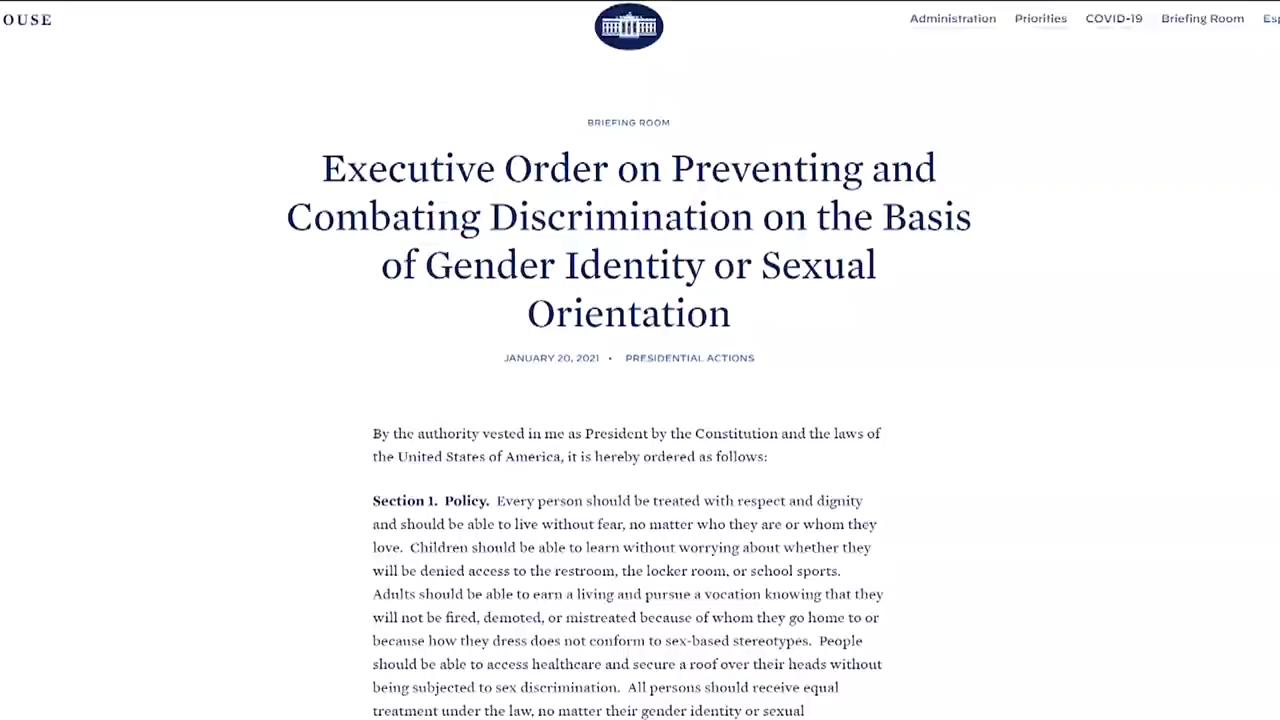 OUSE
Administration Priorities COVID-19 Briefing Room Esp
BRIEFING ROOM
Executive Order on Preventing and
Combating Discrimination on the Basis
of Gender Identity or Sexual
Orientation
JANUARY 20, 2021 • PRESIDENTIAL ACTIONS
By the authority vested in me as President by the Constitution and the laws of
the United States of America, it is hereby ordered as follows:
Section 1. Policy. Every person should be treated with respect and dignity
and should be able to live without fear, no matter who they are or whom they
love. Children should be able to learn without worrying about whether they
will be denied access to the restroom, the locker room, or school sports.
Adults should be able to earn a living and pursue a vocation knowing that they
will not be fired, demoted, or mistreated because of whom they go home to or
because how they dress does not conform to sex-based stereotypes. People
should be able to access healthcare and secure a roof over their heads without
being subjected to sex discrimination. All persons should receive equal
treatment under the law, no matter their gender identity or sexual